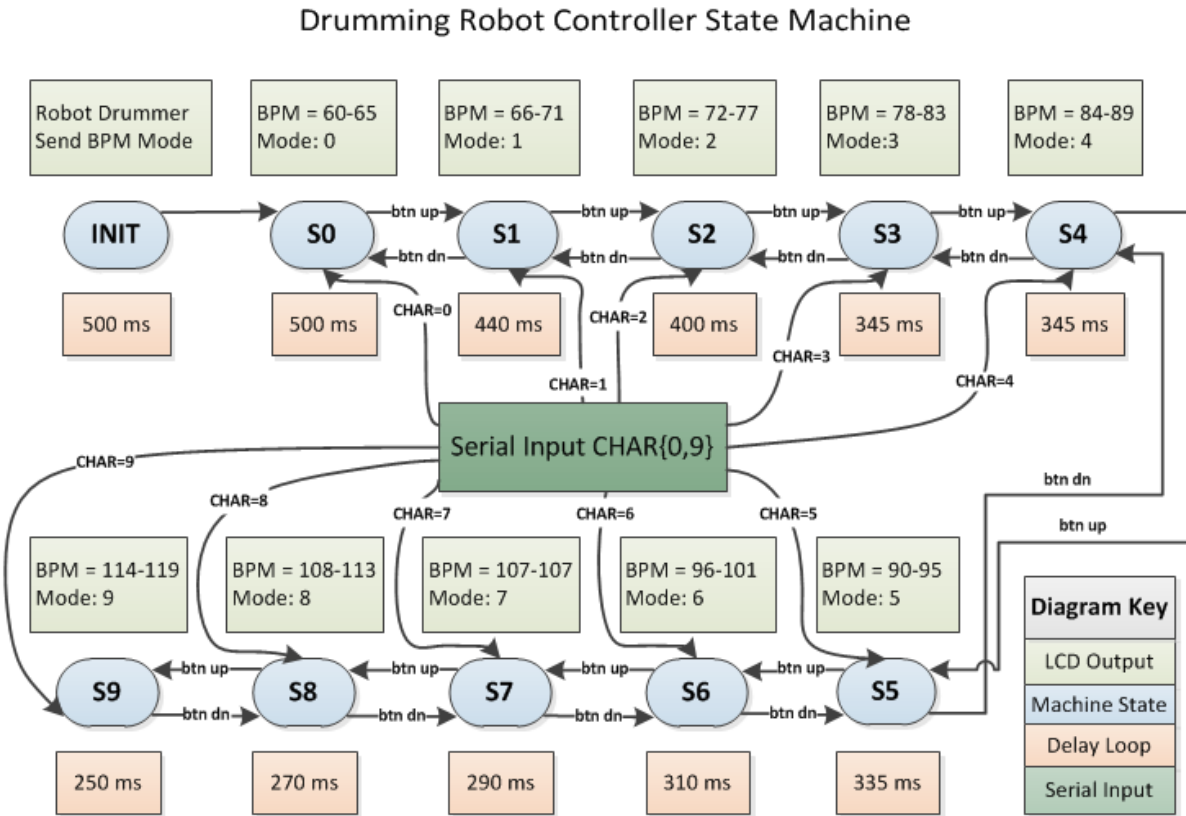 Drumming Robot Controller State Machine
Robot Drummer
Send BPM Mode
BPM = 60-65
Mode: 0
BPM = 66-71
Mode: 1
BPM = 72-77
Mode: 2
BPM = 78-83
Mode:3
BPM = 84-89
Mode: 4
INIT
S0
btn up
btn dn
S1
btn up
btn dn
S2
btn up
btn dn
S3
btn up
btn dn
S4
500 ms
500 ms
440 ms
400 ms
345 ms
345 ms
CHAR=0
CHAR=1
CHAR=2
CHAR=3
CHAR=4
Serial Input CHAR{0,9}
CHAR=9
CHAR=8
CHAR=7
CHAR=6
CHAR=5
btn dn
btn up
BPM = 114-119
Mode: 9
BPM = 108-113
Mode: 8
BPM = 107-107
Mode: 7
BPM = 96-101
Mode: 6
BPM = 90-95
Mode: 5
S9
btn up
btn dn
S8
btn up
btn dn
S7
btn up
btn dn
S6
btn up
btn dn
S5
250 ms
270 ms
290 ms
310 ms
335 ms
Diagram Key
LCD Output
Machine State
Delay Loop
Serial Input